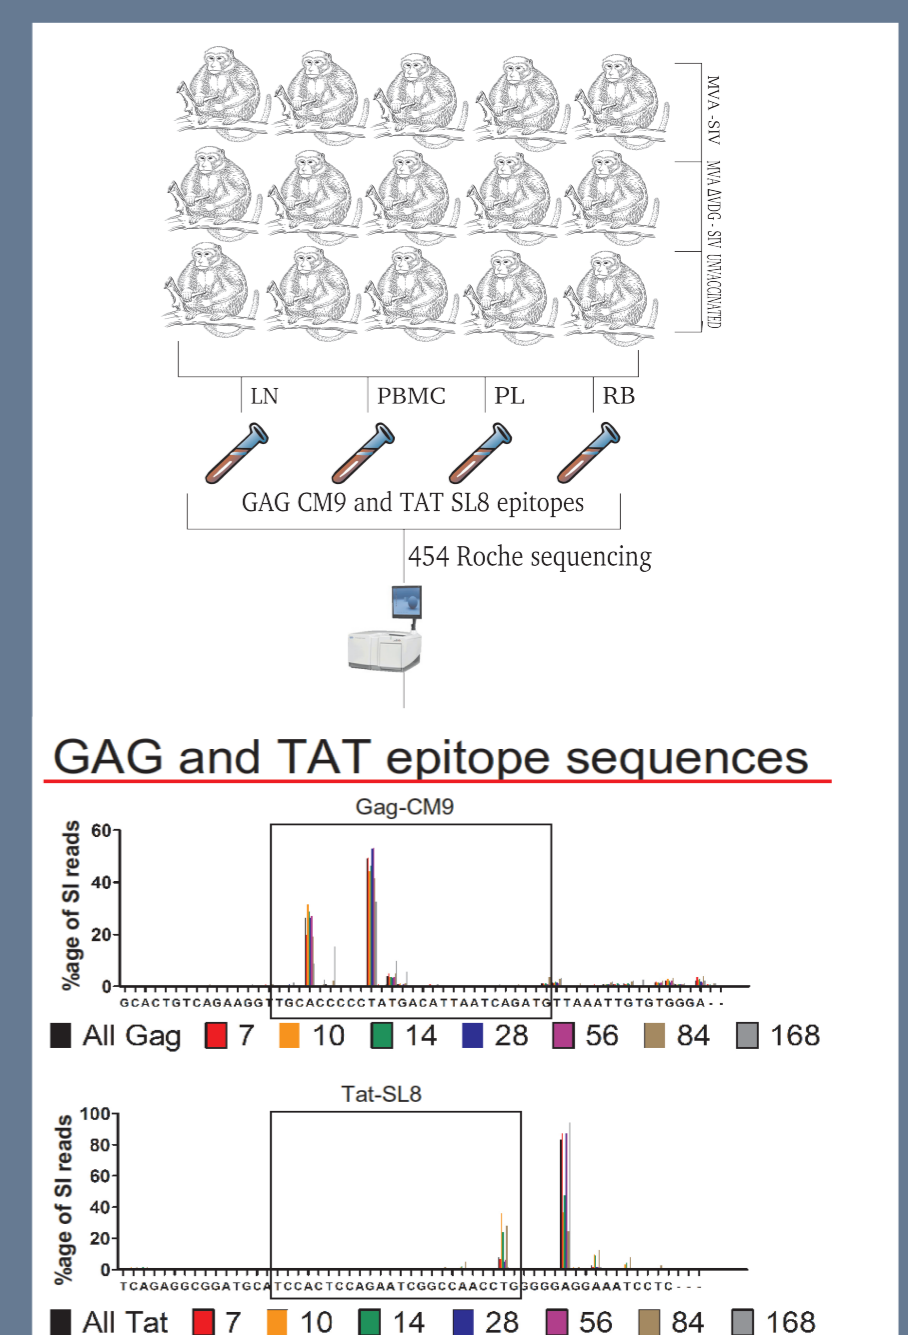 MVA - SIV
MVA ΔVDG - SIV
UNVACCINATED
LN
PBMC
PL
RB
GAG CM9 and TAT SL8 epitopes
454 Roche sequencing
GAG and TAT epitope sequences
Gag-CM9
%age of SI reads
60
40
20
0
GCACTGTCAGAAGGTTGCACCCCCTATGACATTAATCAGATGTTAAATTGTGTGGGA--
All Gag 7 10 14 28 56 84 168
Tat-SL8
%age of SI reads
100
80
60
40
20
0
TCAGAGGCGGATGCATCCACTCCAGAATCGGCCAACCTGGGGGAGGAAATCCTC---
All Tat 7 10 14 28 56 84 168